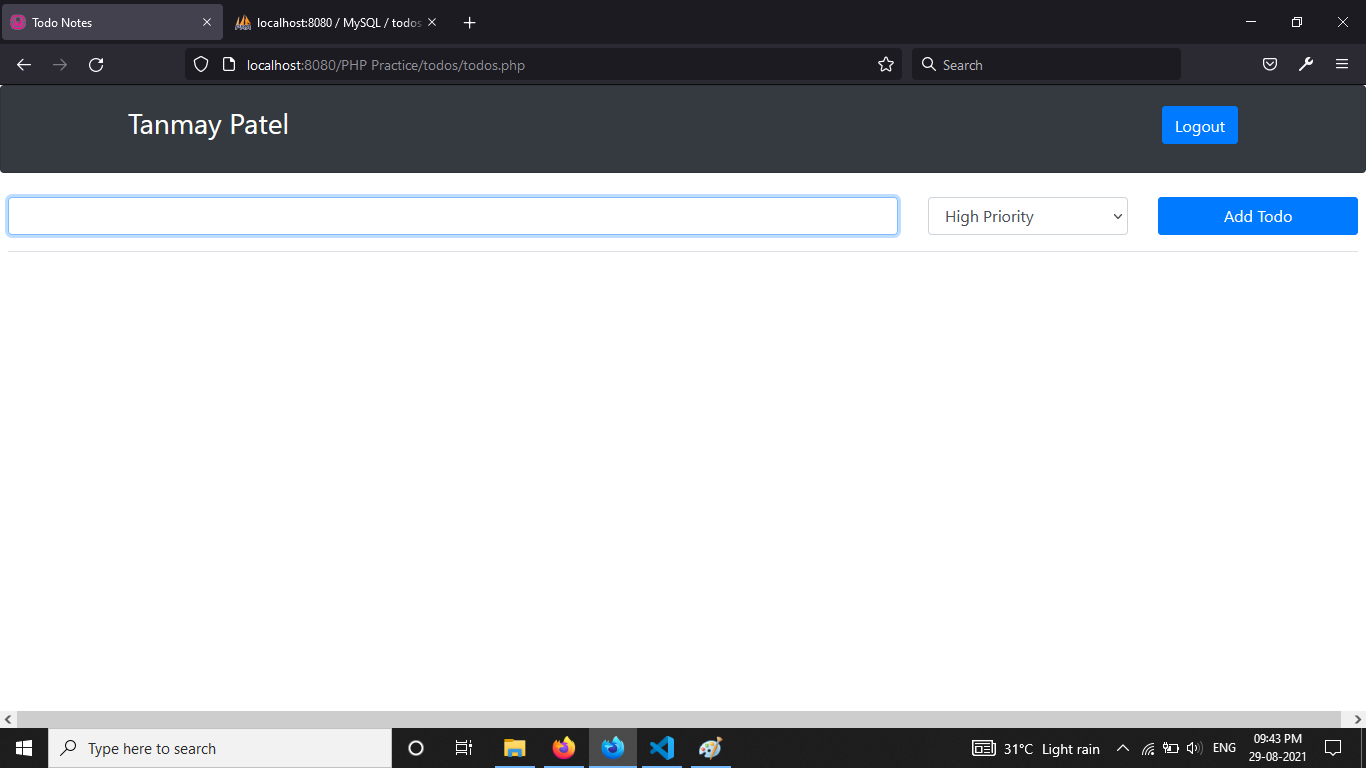 Todo Notes
localhost:8080 / MySQL / todos
localhost:8080/PHP Practice/todos/todos.php
Search
Tanmay Patel
Logout
High Priority
Add Todo
Type here to search
31°C Light rain
ENG
09:43 PM
29-08-2021